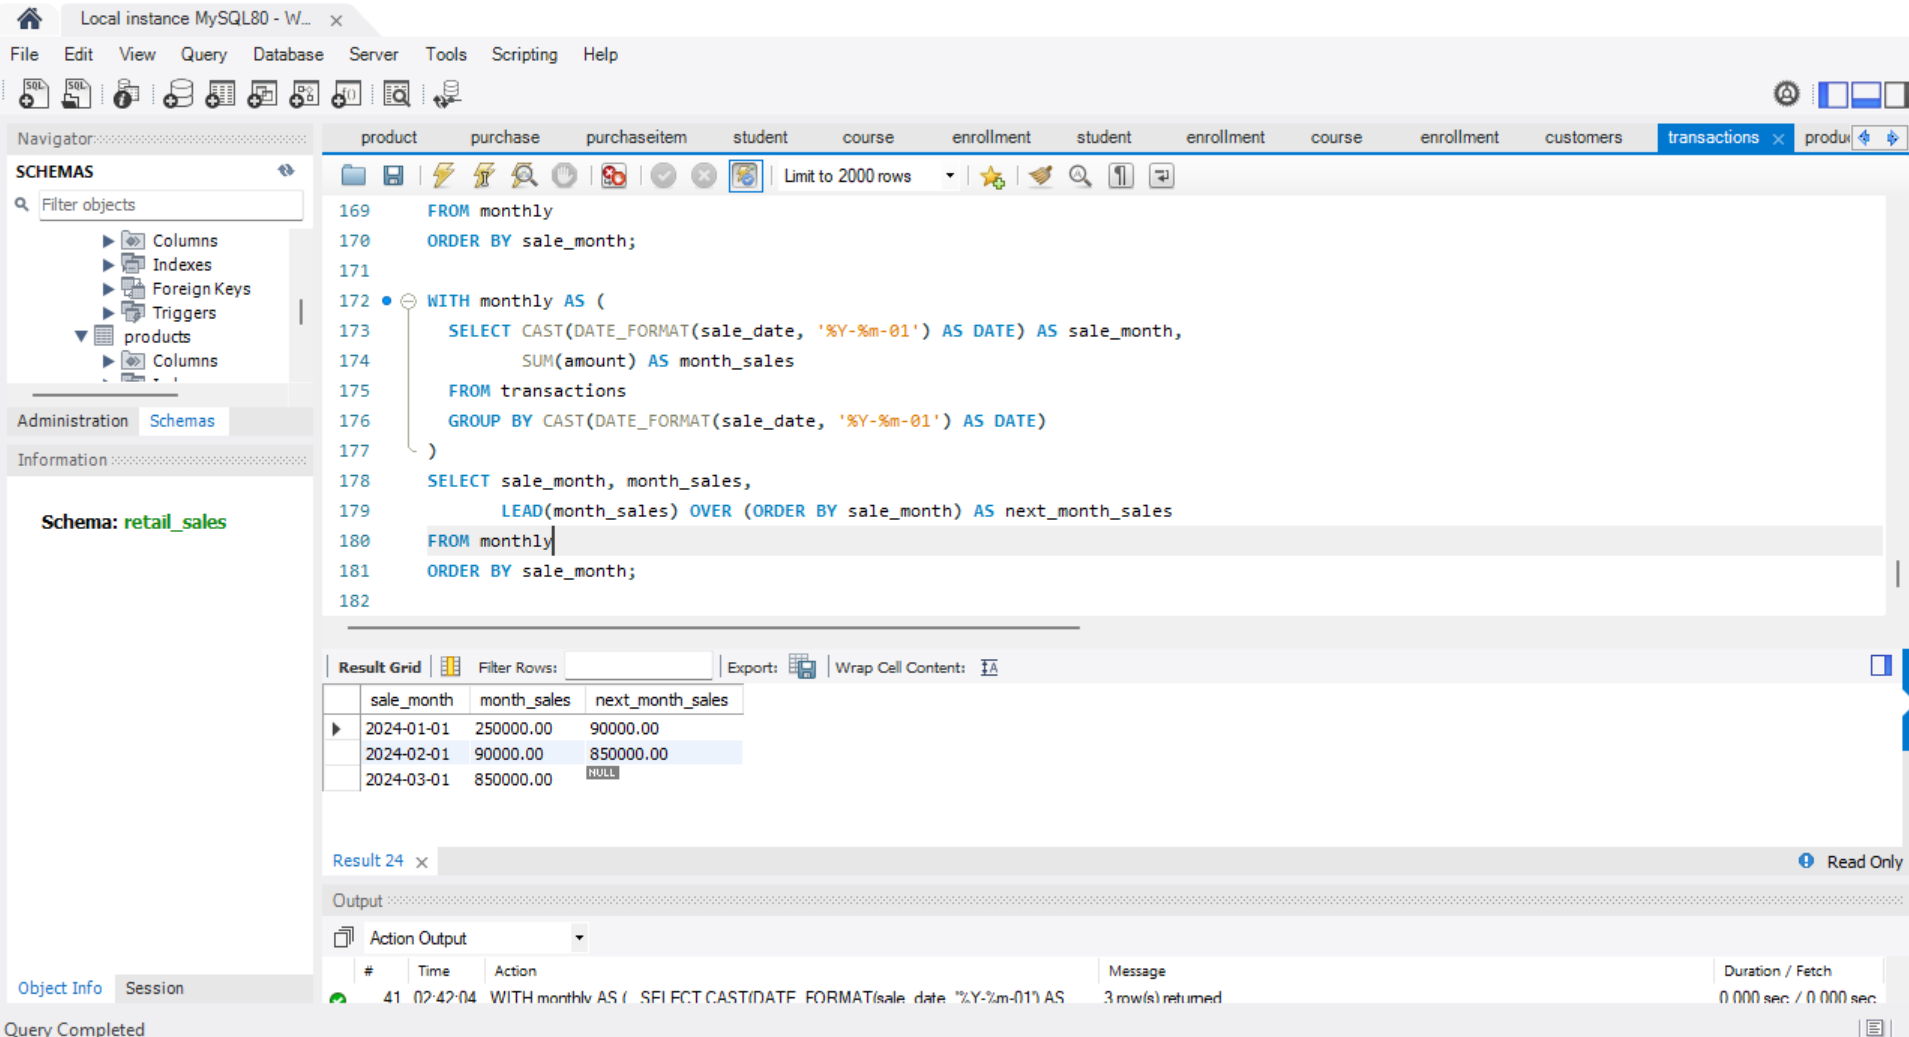 Local instance MySQL80 - W...
File Edit View Query Database Server Tools Scripting Help
Navigator
SCHEMAS
Filter objects
Columns
Indexes
Foreign Keys
Triggers
products
Columns
Administration Schemas
Information
Schema: retail_sales
Object Info Session
product purchase purchaseitem student course enrollment student enrollment course enrollment customers transactions produ
Limit to 2000 rows
169 FROM monthly
170 ORDER BY sale_month;
171
172 WITH monthly AS (
173 SELECT CAST(DATE_FORMAT(sale_date, '%Y-%m-01') AS DATE) AS sale_month,
174 SUM(amount) AS month_sales
175 FROM transactions
176 GROUP BY CAST(DATE_FORMAT(sale_date, '%Y-%m-01') AS DATE)
177 )
178 SELECT sale_month, month_sales,
179 LEAD(month_sales) OVER (ORDER BY sale_month) AS next_month_sales
180 FROM monthly
181 ORDER BY sale_month;
182
Result Grid Filter Rows: Export: Wrap Cell Content:
sale_month month_sales next_month_sales
2024-01-01 250000.00 90000.00
2024-02-01 90000.00 850000.00
2024-03-01 850000.00 NULL
Result 24 Read Only
Output
Action Output
# Time Action Message Duration / Fetch
41 02:42:04 WITH monthly AS ( SELECT CAST(DATE_FORMAT(sale_date, '%Y-%m-01') AS 3 row(s) returned 0.000 sec / 0.000 sec
Query Completed